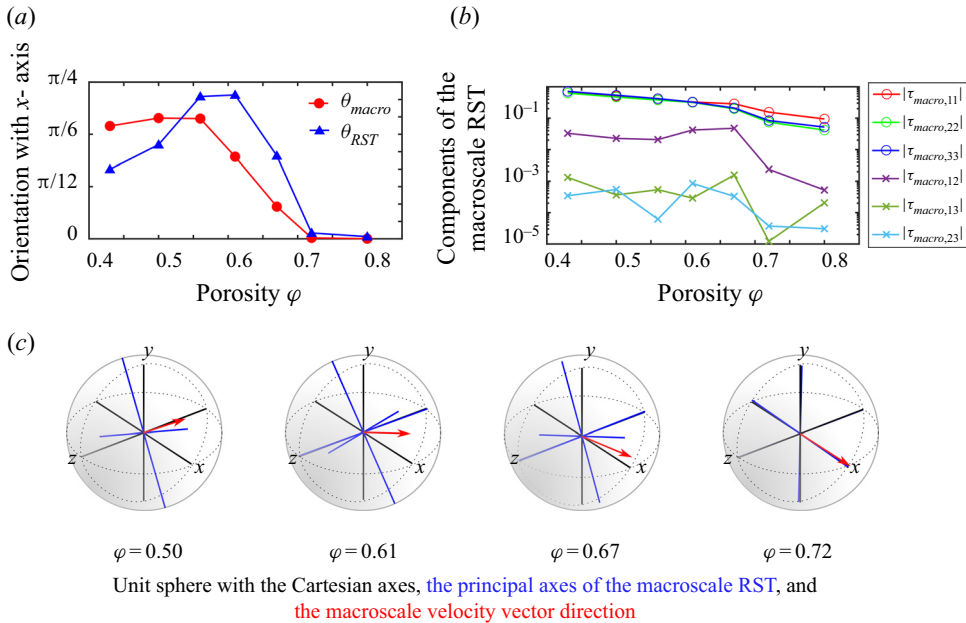 (a)
Orientation with x- axis
π/4
π/6
π/12
0
θmacro
θRST
0.4 0.5 0.6 0.7 0.8
Porosity φ
(b)
Components of the
macroscale RST
10⁻¹
10⁻³
10⁻⁵
0.4 0.5 0.6 0.7 0.8
Porosity φ
|τmacro,11|
|τmacro,22|
|τmacro,33|
|τmacro,12|
|τmacro,13|
|τmacro,23|
(c)
y y y y
z x z x z x z x
φ = 0.50 φ = 0.61 φ = 0.67 φ = 0.72
Unit sphere with the Cartesian axes, the principal axes of the macroscale RST, and
the macroscale velocity vector direction